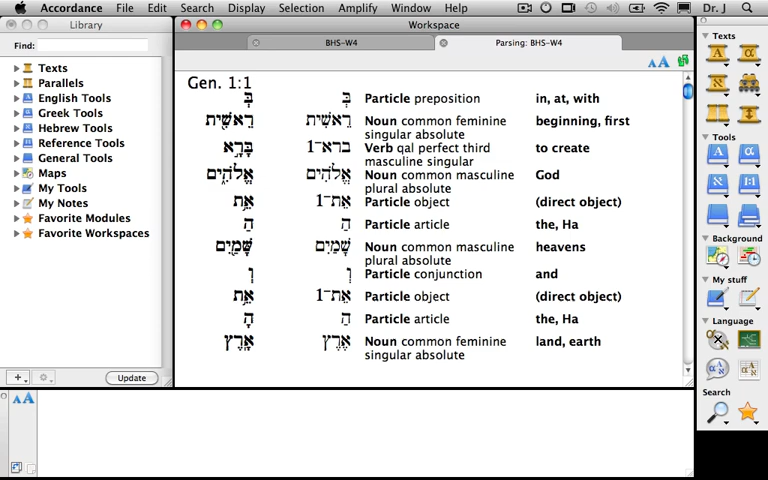 Accordance File Edit Display Search Selection Amplify Window Help Dr. J
Library
Find:
Texts
Parallels
English Tools
Greek Tools
Hebrew Tools
Reference Tools
General Tools
Maps
My Tools
My Notes
Favorite Modules
Favorite Workspaces
Update
Workspace
BHS-W4 Parsing: BHS-W4
AA
Gen. 1:1
בְּ בְּ Particle preposition in, at, with
רֵאשִׁ֖ית רֵאשִׁית Noun common feminine beginning, first
singular absolute
בָּרָ֣א ברא־1 Verb qal perfect third to create
masculine singular
אֱלֹהִ֑ים אֱלֹהִים Noun common masculine God
plural absolute
אֵ֥ת אֵת־1 Particle object (direct object)
הַ הַ Particle article the, Ha
שָּׁמַ֖יִם שָׁמַיִם Noun common masculine heavens
plural absolute
וְ וְ Particle conjunction and
אֵ֥ת אֵת־1 Particle object (direct object)
הָ הַ Particle article the, Ha
אָֽרֶץ אֶרֶץ Noun common feminine land, earth
singular absolute
AA
Texts
Tools
Background
My stuff
Language
Search